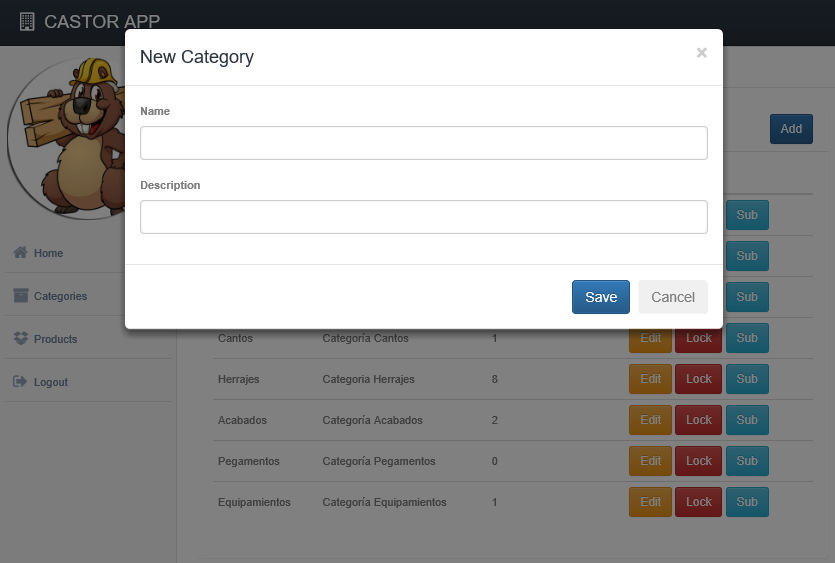 CASTOR APP
New Category
×
Name
Description
Save Cancel
Add
Home
Categories
Products
Logout
Sub
Sub
Sub
Cantos Categoría Cantos 1 Edit Lock Sub
Herrajes Categoria Herrajes 8 Edit Lock Sub
Acabados Categoría Acabados 2 Edit Lock Sub
Pegamentos Categoría Pegamentos 0 Edit Lock Sub
Equipamientos Categoría Equipamientos 1 Edit Lock Sub